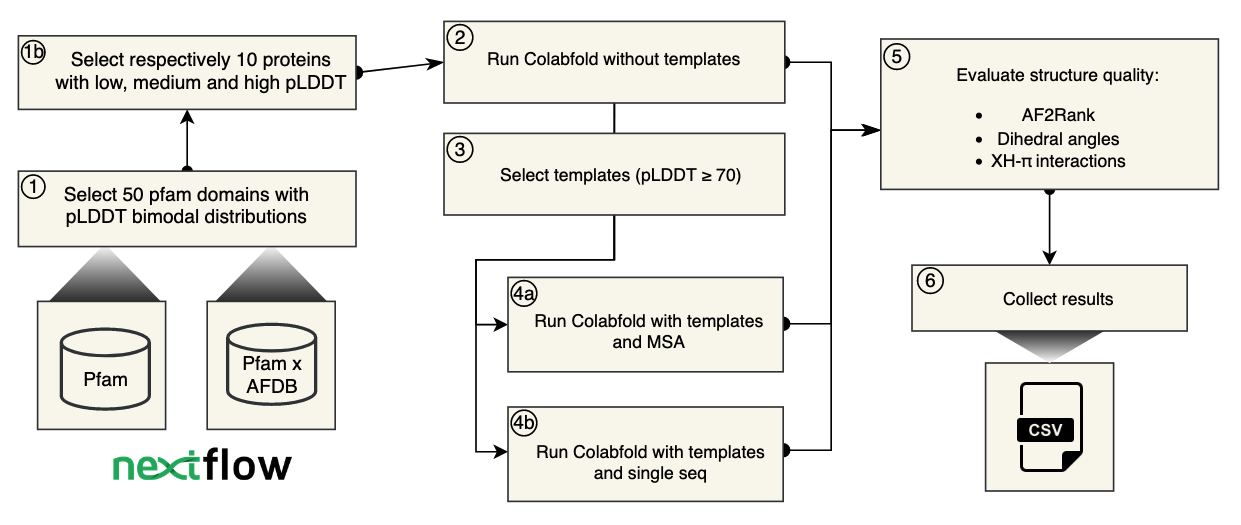 1b
Select respectively 10 proteins
with low, medium and high pLDDT
1
Select 50 pfam domains with
pLDDT bimodal distributions
Pfam
Pfam x
AFDB
nextflow
2
Run Colabfold without templates
3
Select templates (pLDDT ≥ 70)
4a
Run Colabfold with templates
and MSA
4b
Run Colabfold with templates
and single seq
5
Evaluate structure quality:
• AF2Rank
• Dihedral angles
• XH-π interactions
6
Collect results
CSV